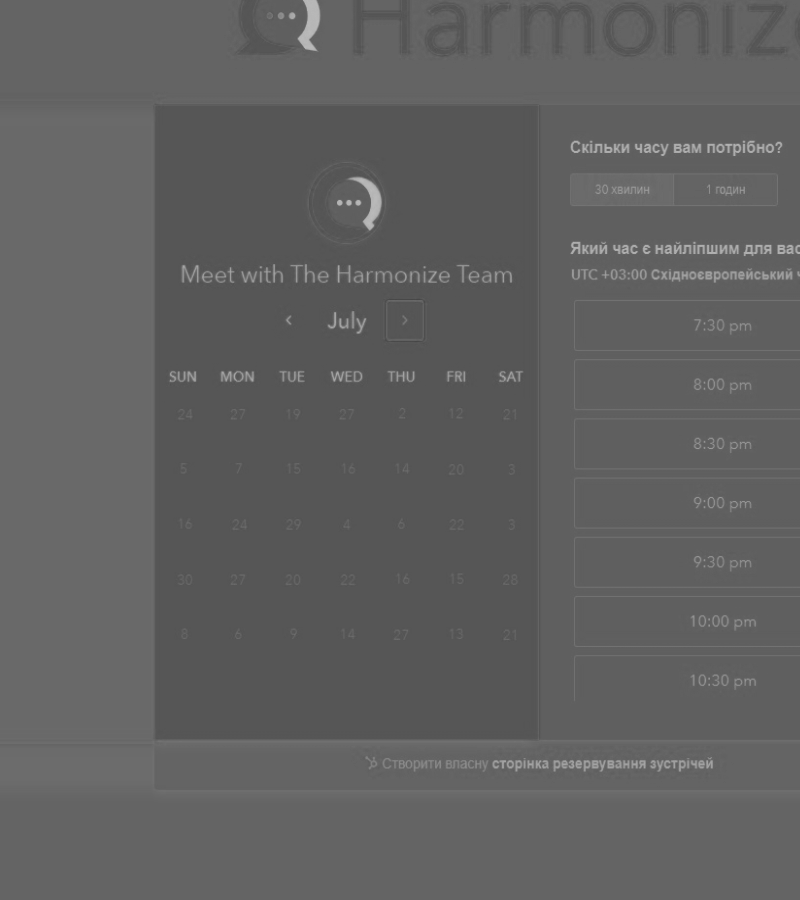 Harmonize
Meet with The Harmonize Team
July
SUN MON TUE WED THU FRI SAT
24 27 19 27 2 12 21
5 7 15 16 14 20 3
16 24 29 4 6 22 3
30 27 20 22 16 15 28
8 6 9 14 27 13 21
Скільки часу вам потрібно?
30 хвилин 1 годин
Який час є найліпшим для вас
UTC +03:00 Східноєвропейський ч
7:30 pm
8:00 pm
8:30 pm
9:00 pm
9:30 pm
10:00 pm
10:30 pm
Створити власну сторінка резервування зустрічей